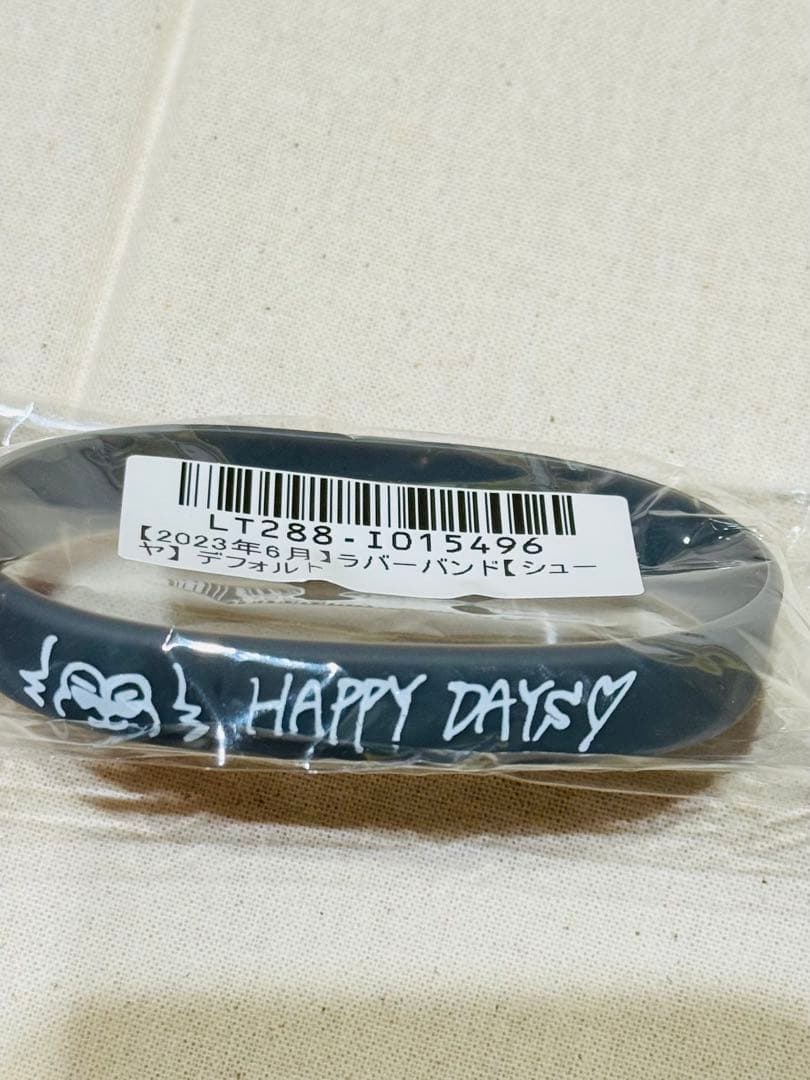 LT288-I015496
【2023年6月】ラバーバンド【シュー
ヤ】 デフォルト
HAPPY DAYS♡